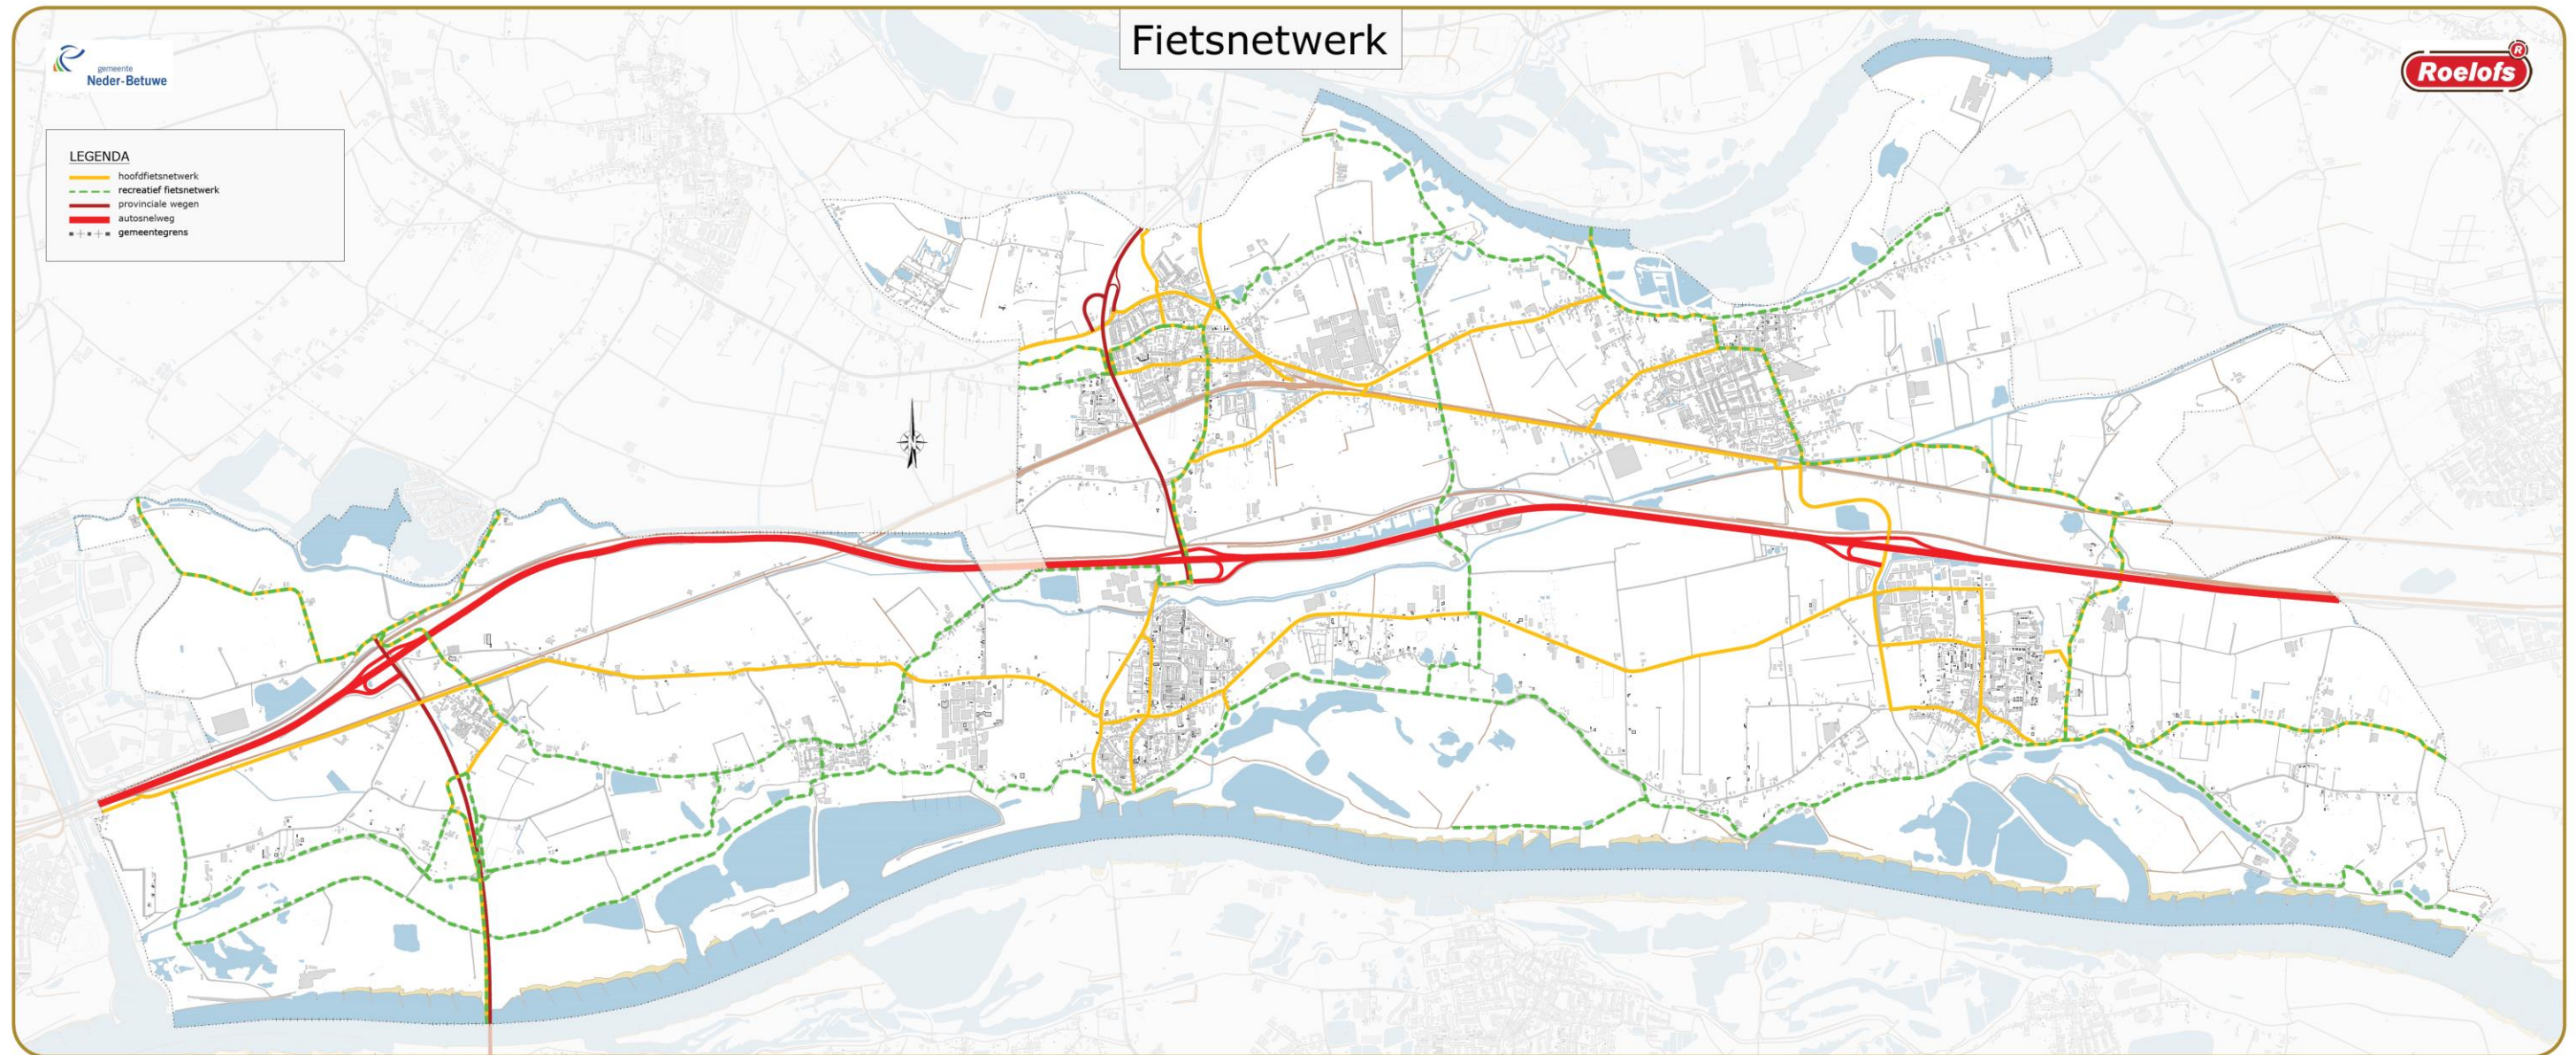 Fietsnetwerk
gemeente
Neder-Betuwe
Roelofs
R
LEGENDA
hoofdfietsnetwerk
recreatief fietsnetwerk
provinciale wegen
autosnelweg
gemeentegrens